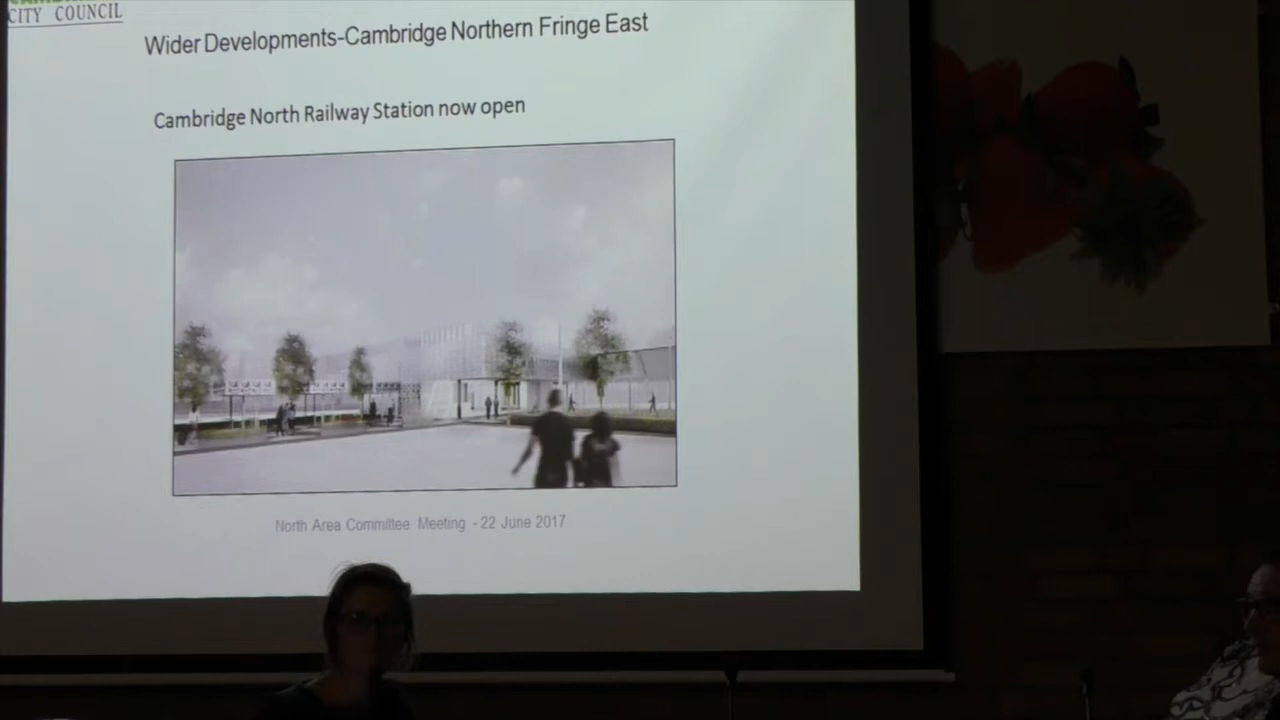 CITY COUNCIL
Wider Developments-Cambridge Northern Fringe East
Cambridge North Railway Station now open
North Area Committee Meeting - 22 June 2017